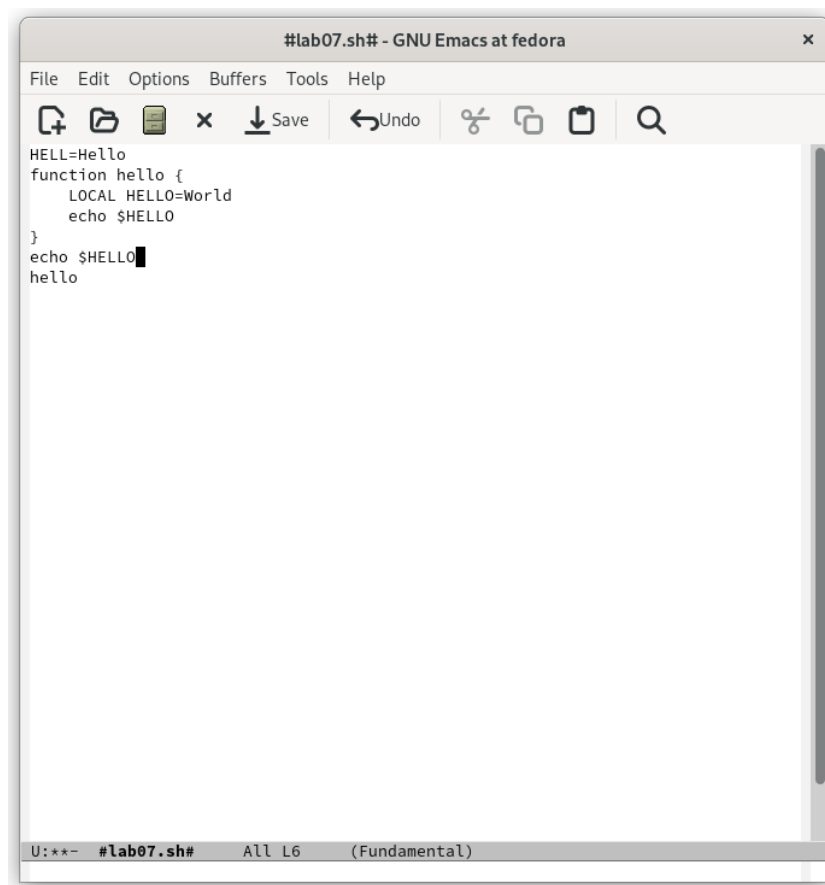 #lab07.sh# - GNU Emacs at fedora
File Edit Options Buffers Tools Help
Save Undo
HELL=Hello
function hello {
    LOCAL HELLO=World
    echo $HELLO
}
echo $HELLO
hello
U:**-  #lab07.sh#     All L6     (Fundamental)